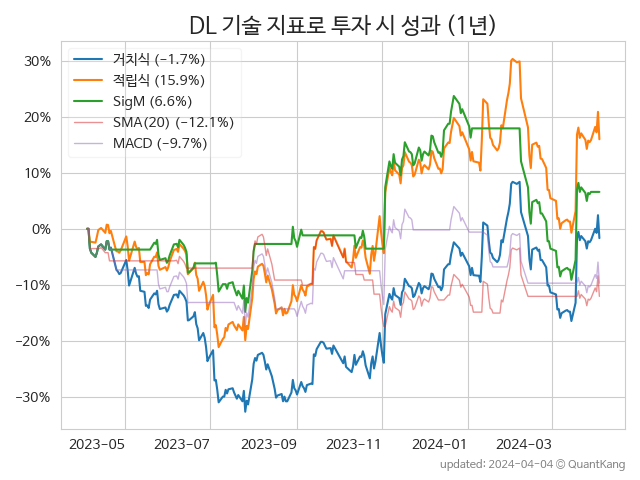 DL 기술 지표로 투자 시 성과 (1년)
거치식 (−1.7%)
적립식 (15.9%)
SigM (6.6%)
SMA(20) (−12.1%)
MACD (−9.7%)
30%
20%
10%
0%
−10%
−20%
−30%
2023-05
2023-07
2023-09
2023-11
2024-01
2024-03
updated: 2024-04-04 © QuantKang